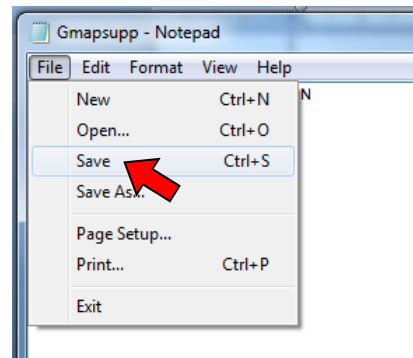 Gmapsupp - Notepad
File Edit Format View Help
N
New Ctrl+N
Open... Ctrl+O
Save Ctrl+S
Save As...
Page Setup...
Print... Ctrl+P
Exit